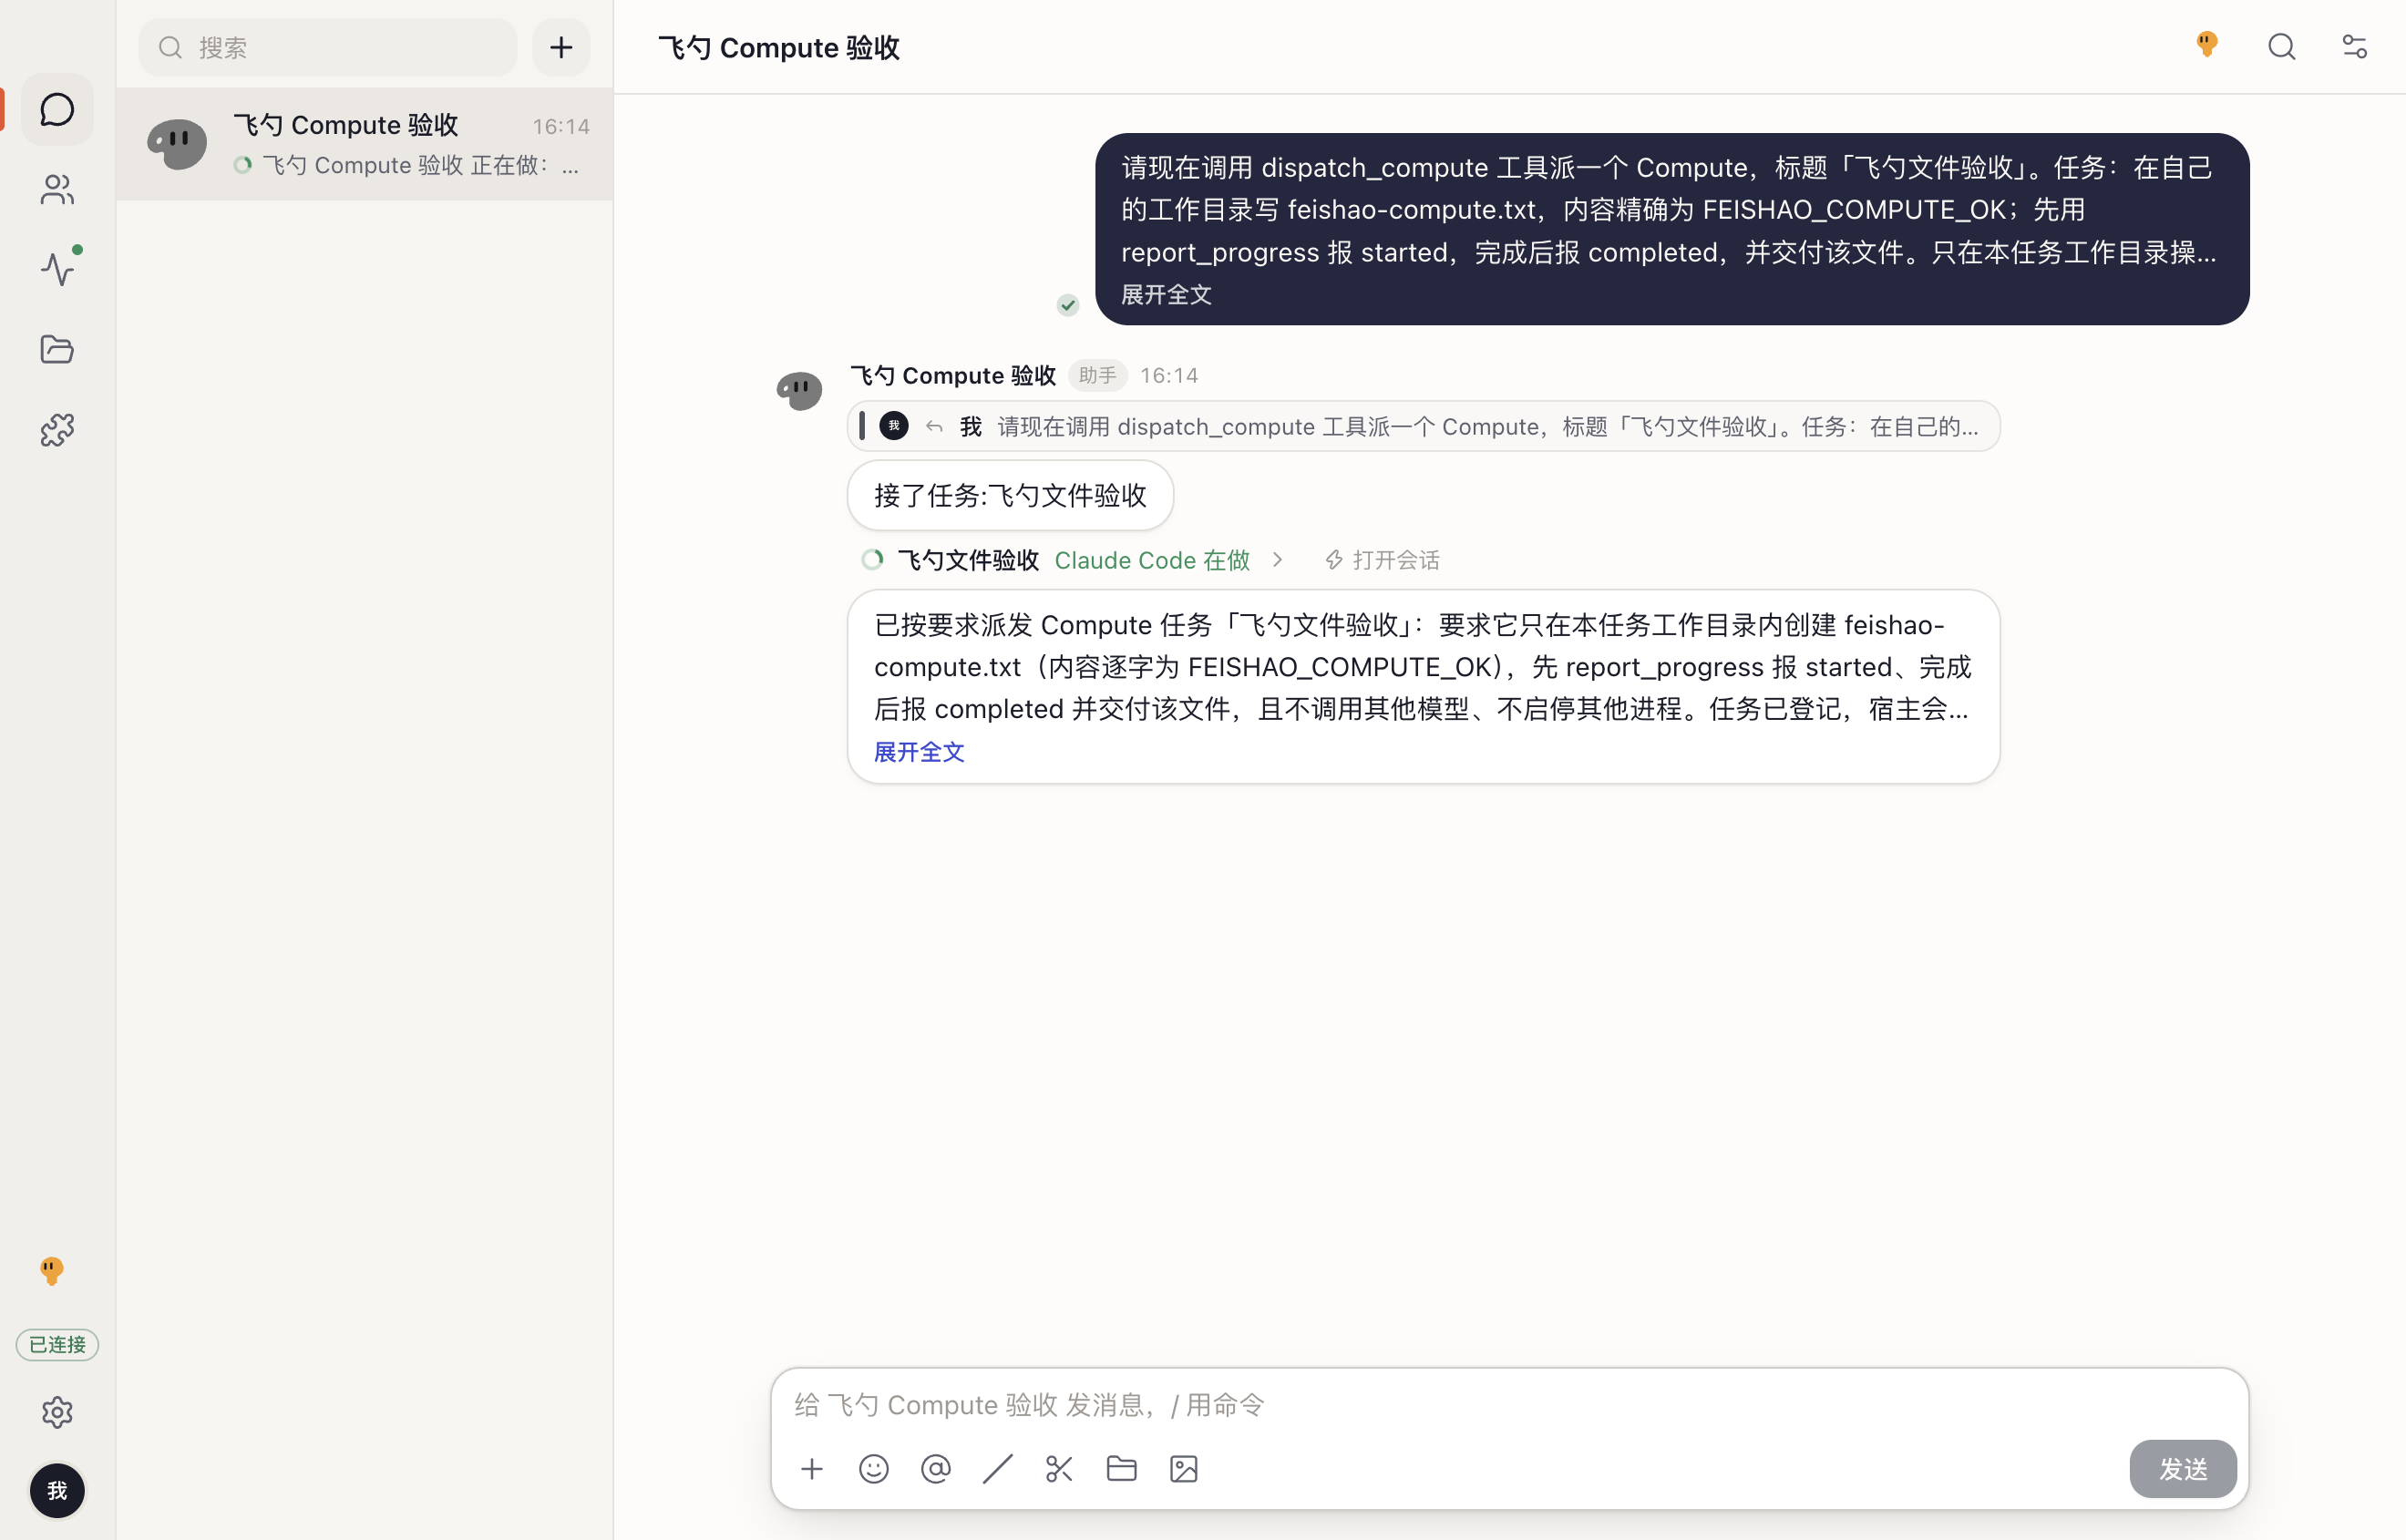 搜索
飞勺 Compute 验收
16:14
飞勺 Compute 验收 正在做：...
已连接
我
飞勺 Compute 验收
请现在调用 dispatch_compute 工具派一个 Compute，标题「飞勺文件验收」。任务：在自己
的工作目录写 feishao-compute.txt，内容精确为 FEISHAO_COMPUTE_OK；先用
report_progress 报 started，完成后报 completed，并交付该文件。只在本任务工作目录操...
展开全文
飞勺 Compute 验收 助手 16:14
我 我 请现在调用 dispatch_compute 工具派一个 Compute，标题「飞勺文件验收」。任务：在自己的...
接了任务:飞勺文件验收
飞勺文件验收 Claude Code 在做 打开会话
已按要求派发 Compute 任务「飞勺文件验收」：要求它只在本任务工作目录内创建 feishao-
compute.txt（内容逐字为 FEISHAO_COMPUTE_OK），先 report_progress 报 started、完成
后报 completed 并交付该文件，且不调用其他模型、不启停其他进程。任务已登记，宿主会...
展开全文
给 飞勺 Compute 验收 发消息，/ 用命令
发送